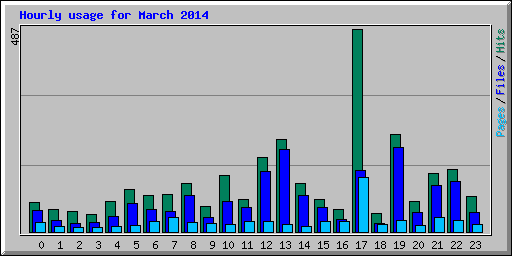 Hourly usage for March 2014
487
Pages / Files / Hits
0 1 2 3 4 5 6 7 8 9 10 11 12 13 14 15 16 17 18 19 20 21 22 23